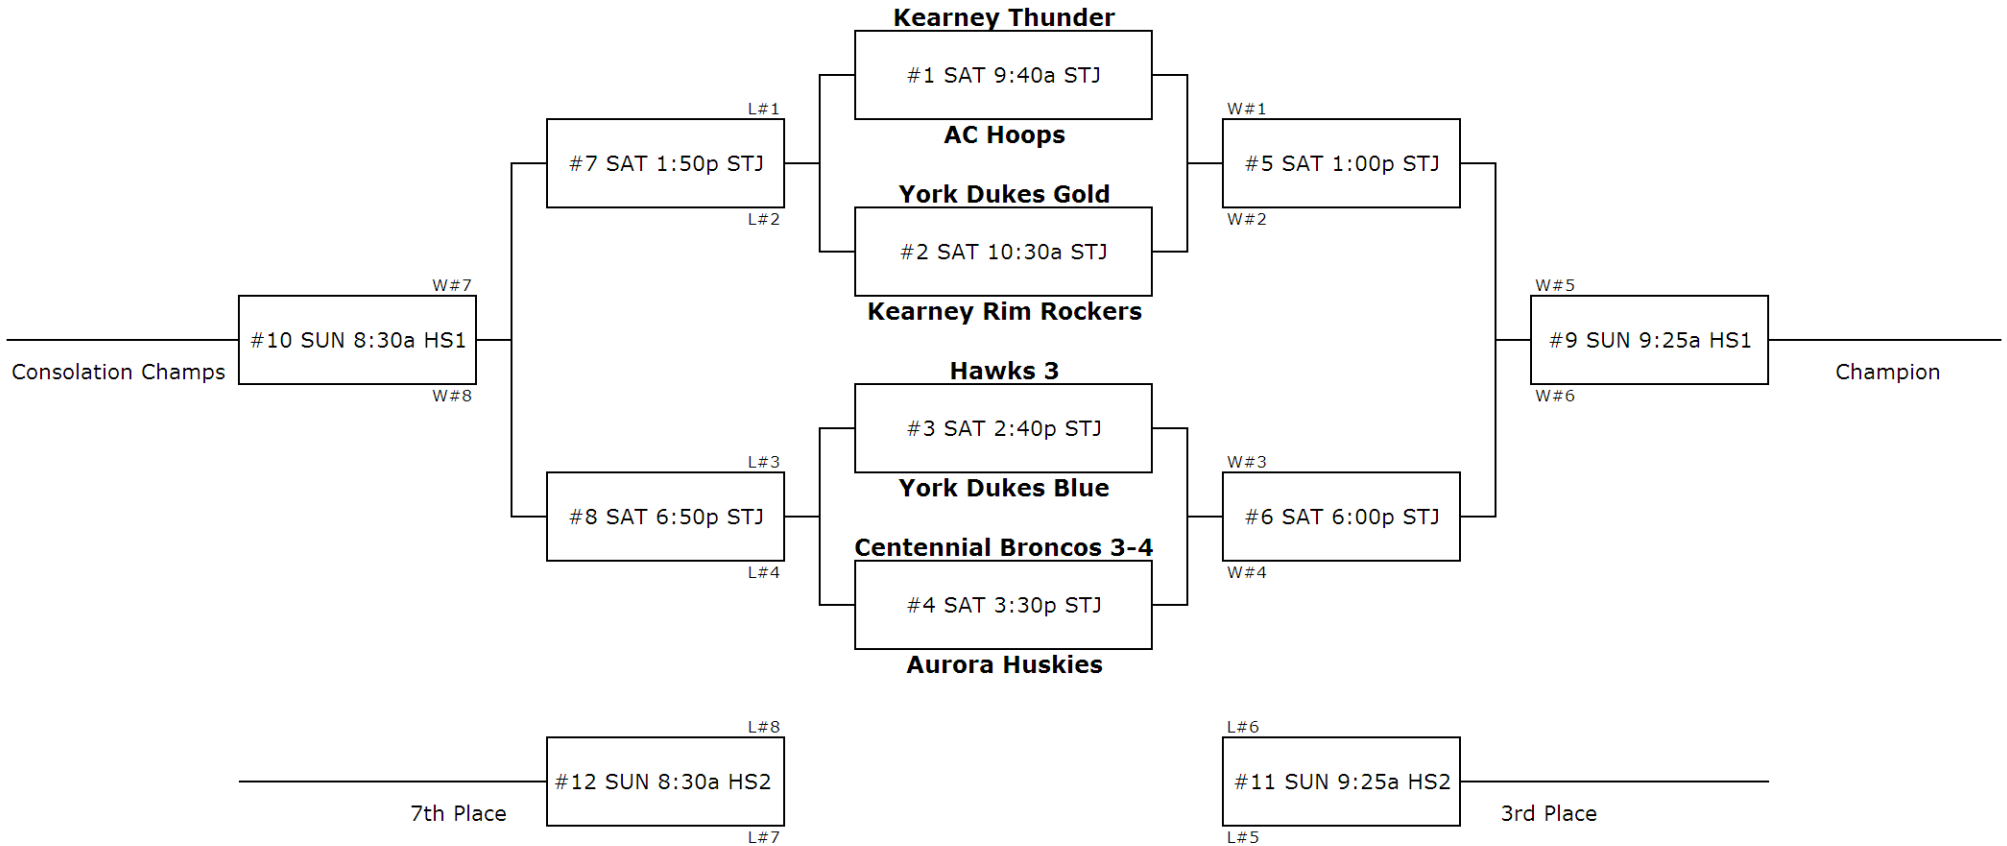 Kearney Thunder
#1 SAT 9:40a STJ
L#1
W#1
AC Hoops
#7 SAT 1:50p STJ
#5 SAT 1:00p STJ
York Dukes Gold
L#2
W#2
#2 SAT 10:30a STJ
W#7
W#5
Kearney Rim Rockers
#10 SUN 8:30a HS1
#9 SUN 9:25a HS1
Consolation Champs
Hawks 3
Champion
W#8
W#6
#3 SAT 2:40p STJ
L#3
W#3
York Dukes Blue
#8 SAT 6:50p STJ
#6 SAT 6:00p STJ
Centennial Broncos 3-4
L#4
W#4
#4 SAT 3:30p STJ
Aurora Huskies
L#8
L#6
#12 SUN 8:30a HS2
#11 SUN 9:25a HS2
7th Place
3rd Place
L#7
L#5